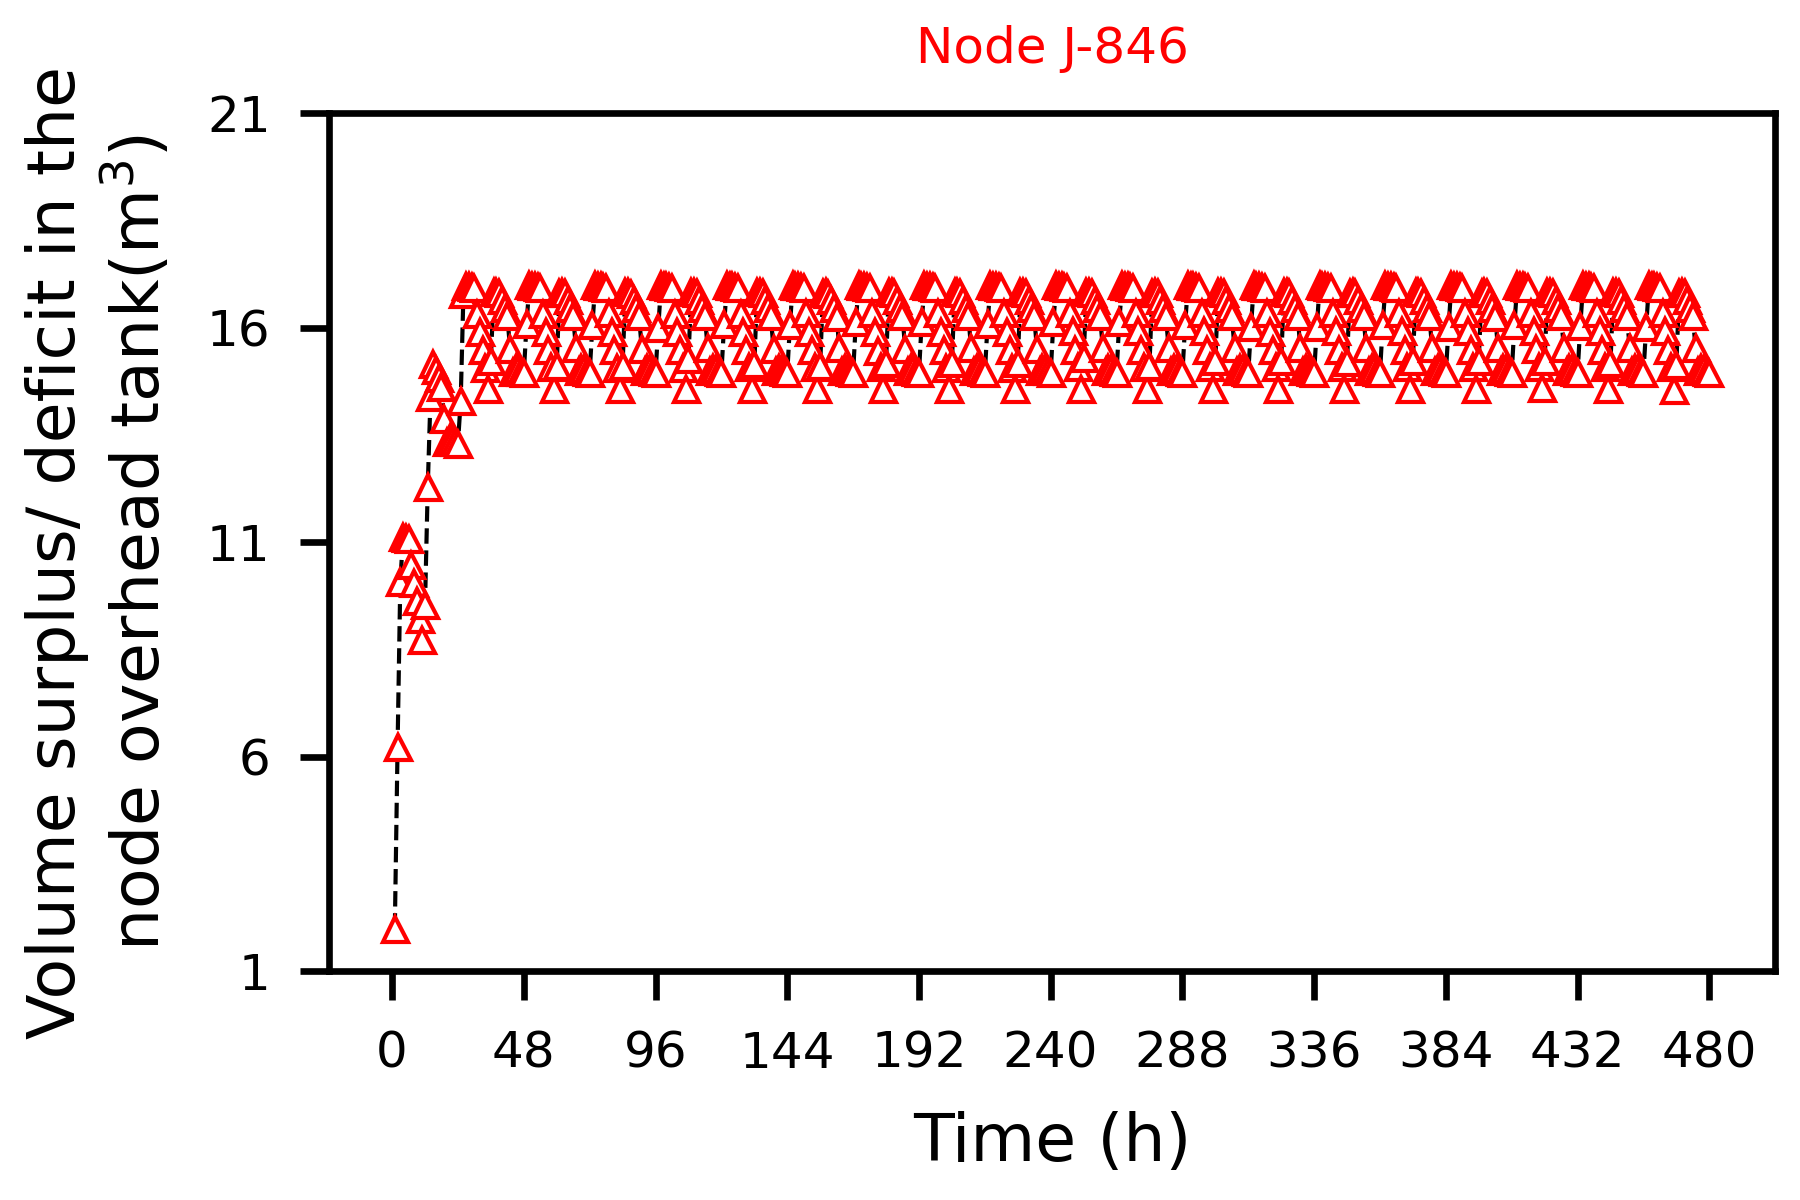 Node J-846
Volume surplus/ deficit in the
node overhead tank(m³)
21
16
11
6
1
0 48 96 144 192 240 288 336 384 432 480
Time (h)